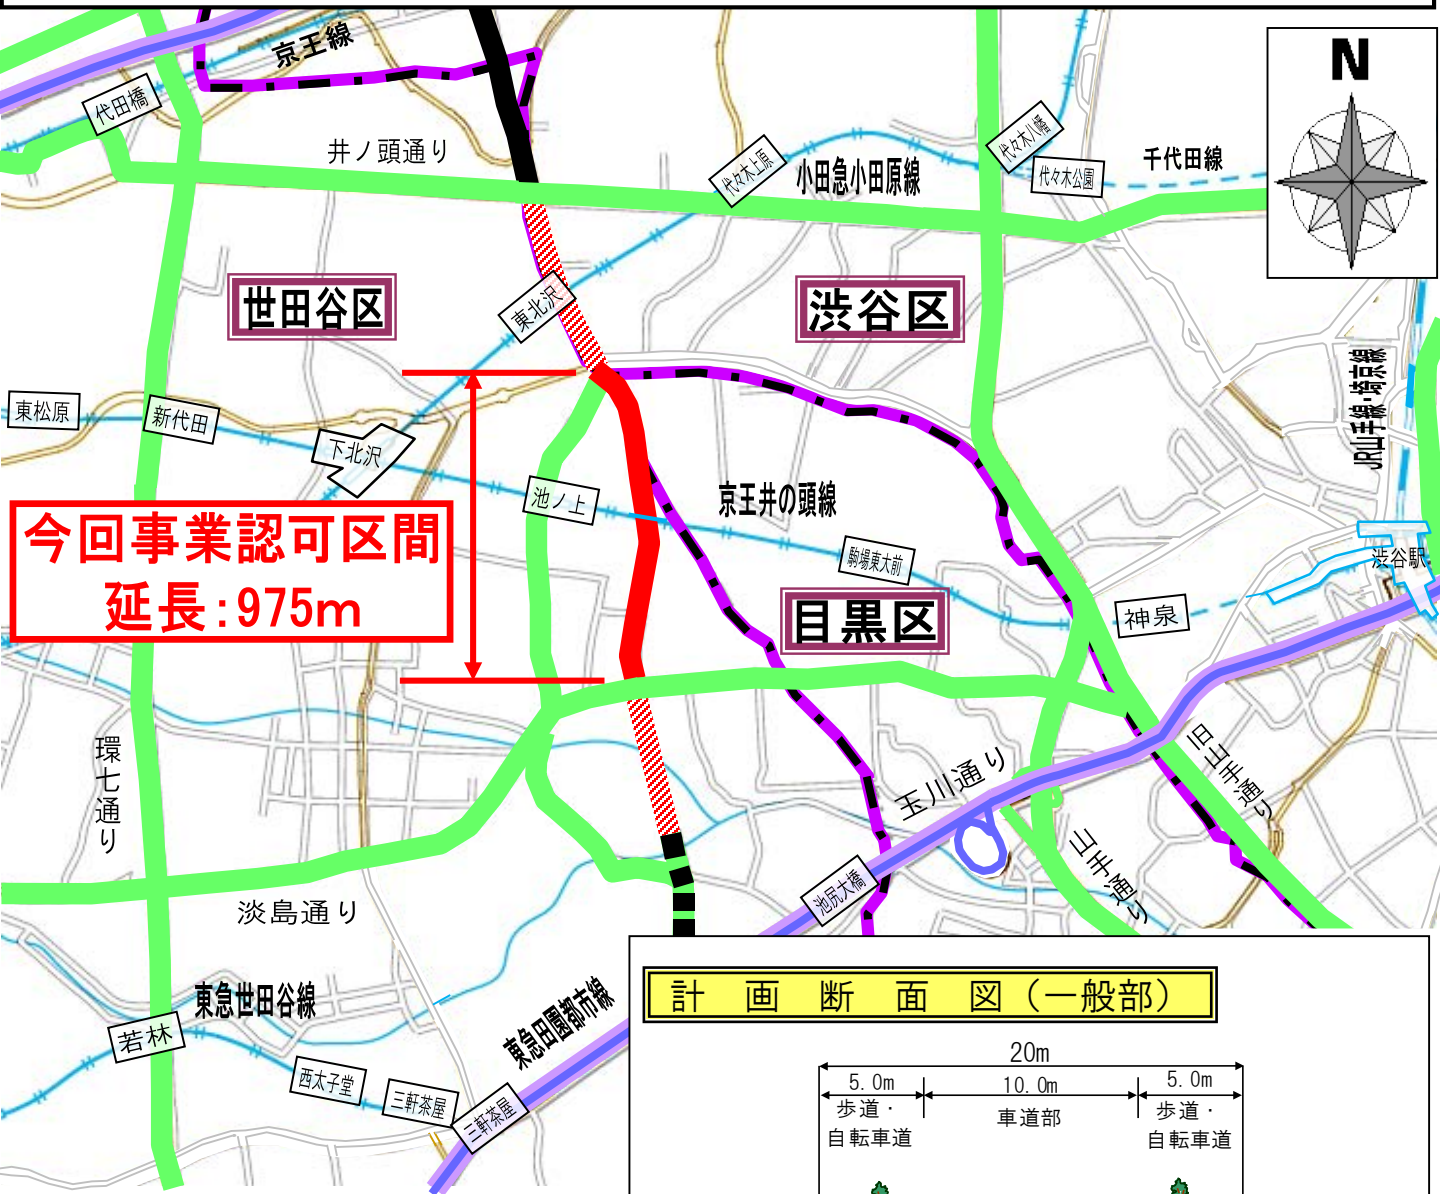 京王線
N
代田橋
井ノ頭通り
代々木上原
小田急小田原線
代々木八幡
代々木公園
千代田線
世田谷区
東北沢
渋谷区
JR山手線・埼京線
東松原
新代田
下北沢
池ノ上
京王井の頭線
駒場東大前
渋谷駅
今回事業認可区間
延長:975m
目黒区
神泉
環七通り
玉川通り
旧山手通り
山手通り
池尻大橋
淡島通り
東急世田谷線
若林
西太子堂
三軒茶屋
東急田園都市線
三軒茶屋
計画断面図(一般部)
20m
5.0m
10.0m
5.0m
歩道・
自転車道
車道部
歩道・
自転車道